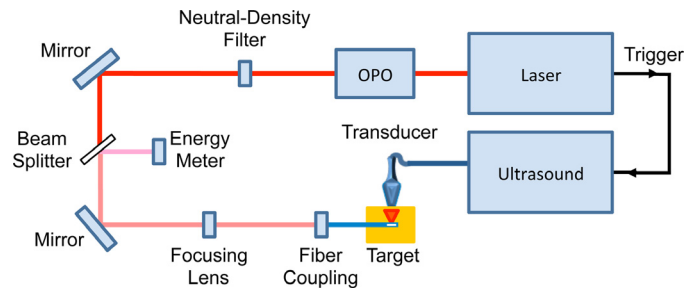 Neutral-Density
Filter
Mirror
OPO
Laser
Trigger
Beam
Splitter
Energy
Meter
Transducer
Ultrasound
Mirror
Focusing
Lens
Fiber
Coupling
Target